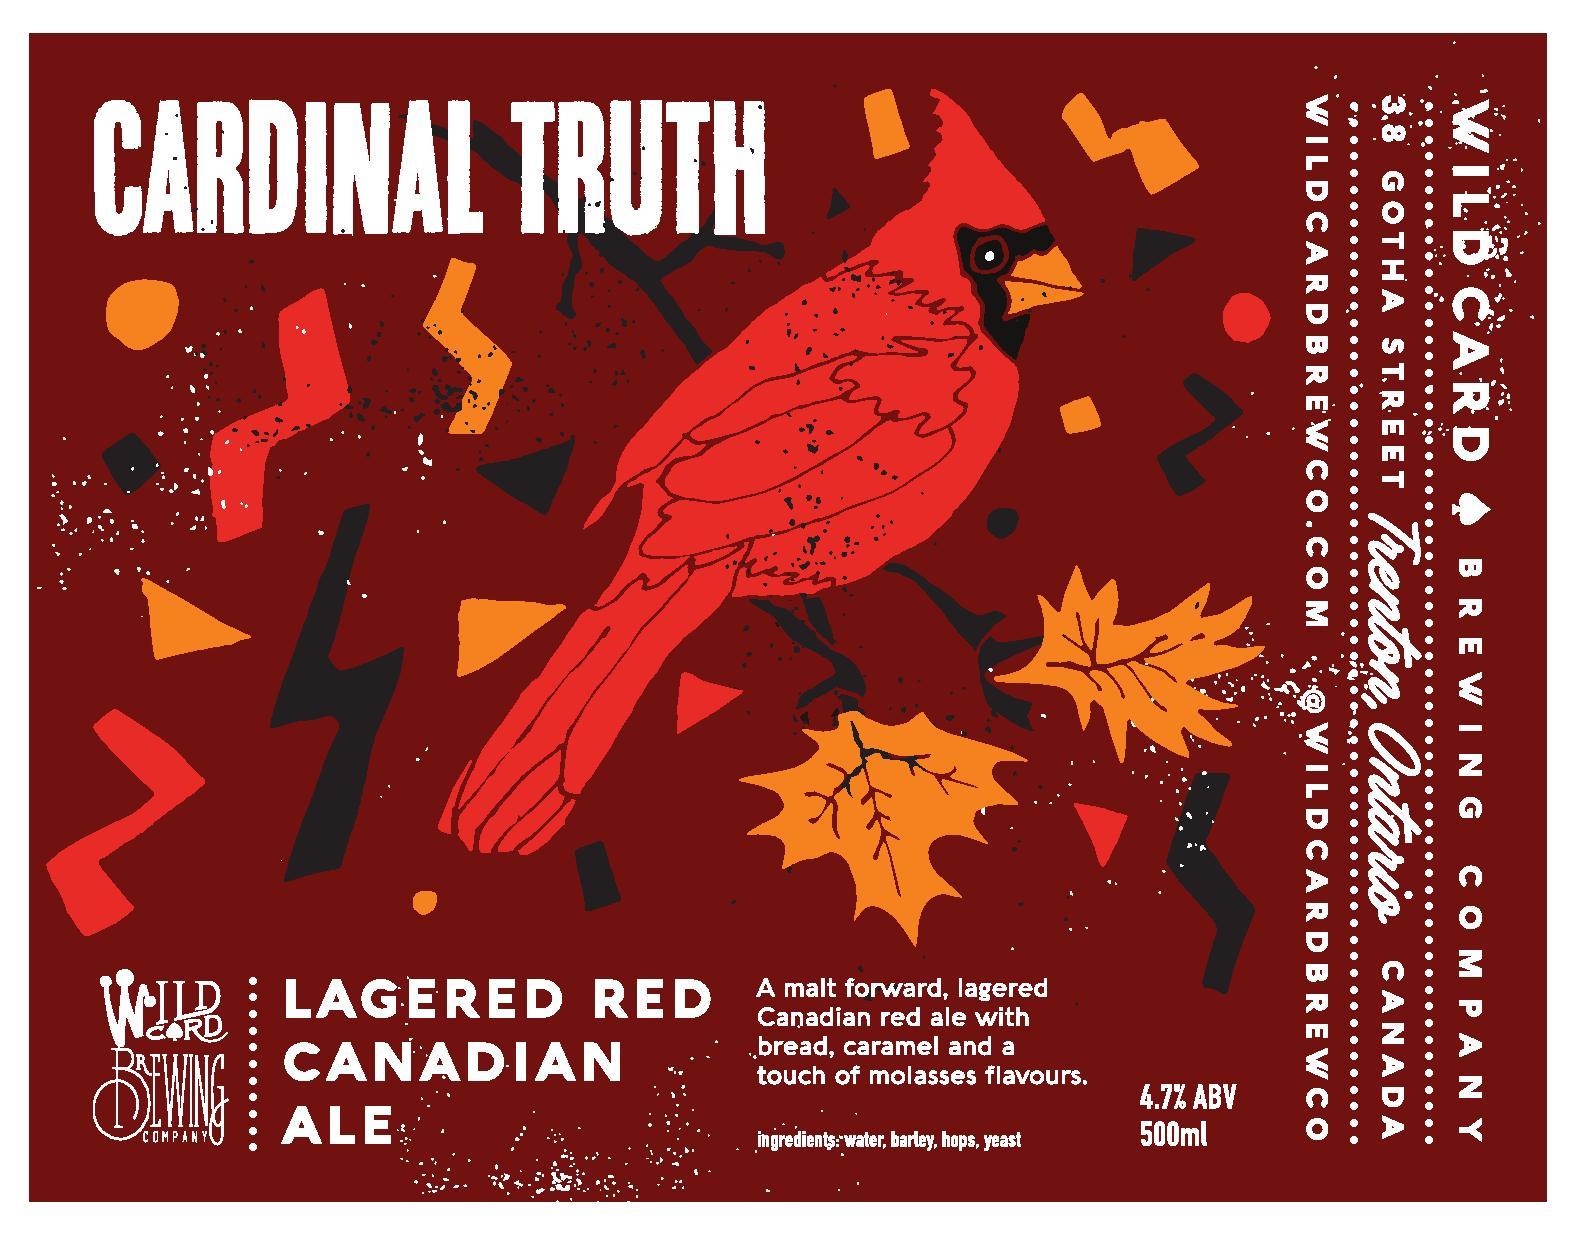 CARDINAL TRUTH
WILD
CARD
BREWING
COMPANY
LAGERED RED
CANADIAN
ALE
A malt forward, lagered
Canadian red ale with
bread, caramel and a
touch of molasses flavours.
ingredients: water, barley, hops, yeast
4.7% ABV
500ml
WILDCARD ♠ BREWING COMPANY
38 GOTHA STREET Trenton, Ontario CANADA
WILDCARDBREWCO.COM @WILDCARDBREWCO